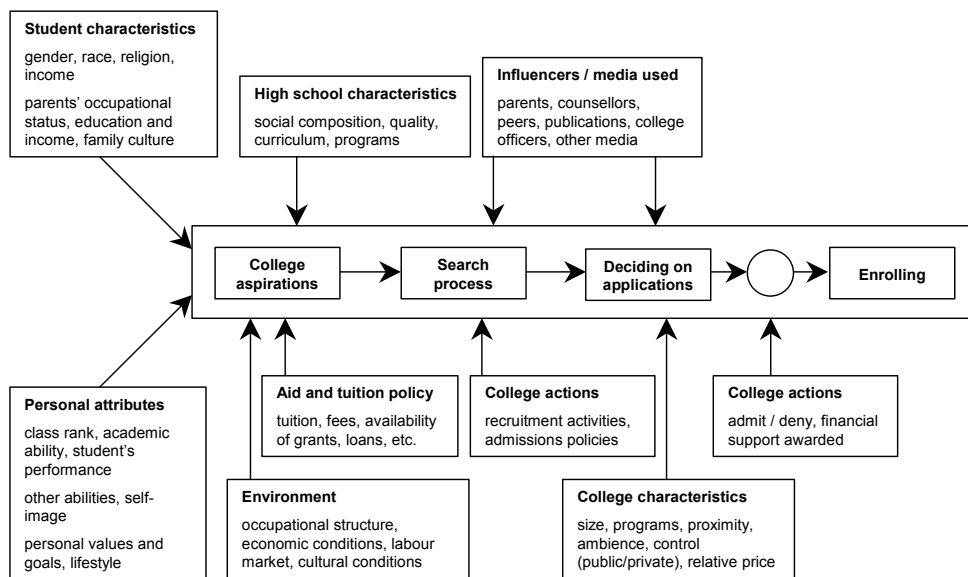 Student characteristics
gender, race, religion,
income
parents’ occupational
status, education and
income, family culture
High school characteristics
social composition, quality,
curriculum, programs
Influencers / media used
parents, counsellors,
peers, publications, college
officers, other media
College
aspirations
Search
process
Deciding on
applications
Enrolling
Personal attributes
class rank, academic
ability, student’s
performance
other abilities, self-
image
personal values and
goals, lifestyle
Aid and tuition policy
tuition, fees, availability
of grants, loans, etc.
College actions
recruitment activities,
admissions policies
College actions
admit / deny, financial
support awarded
Environment
occupational structure,
economic conditions, labour
market, cultural conditions
College characteristics
size, programs, proximity,
ambience, control
(public/private), relative price